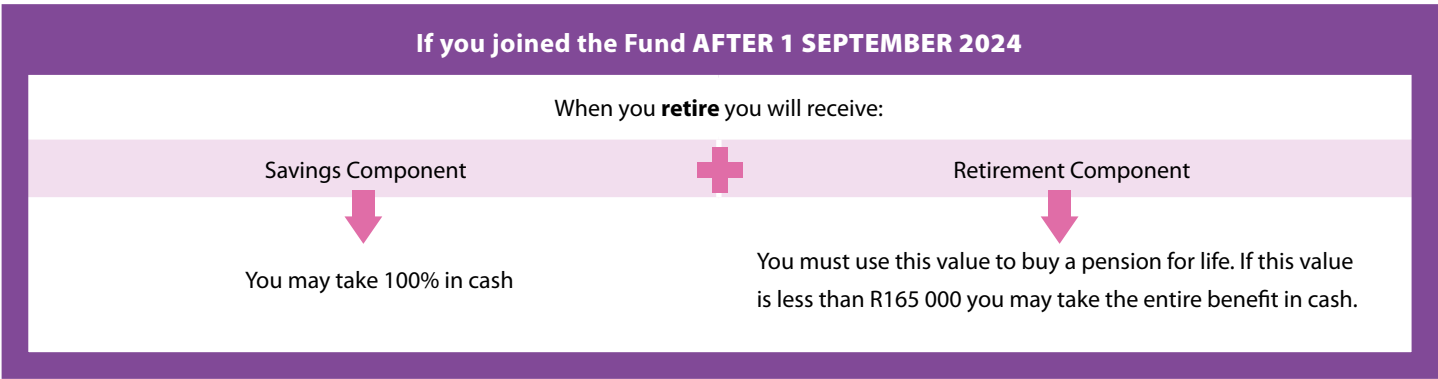 If you joined the Fund AFTER 1 SEPTEMBER 2024
When you retire you will receive:
Savings Component
Retirement Component
You may take 100% in cash
You must use this value to buy a pension for life. If this value
is less than R165 000 you may take the entire benefit in cash.